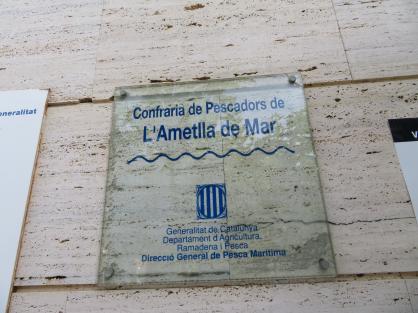 eneralitat
Confraria de Pescadors de
L'Ametlla de Mar
Generalitat de Catalunya
Departament d'Agricultura,
Ramaderia i Pesca
Direcció General de Pesca Marítima
V